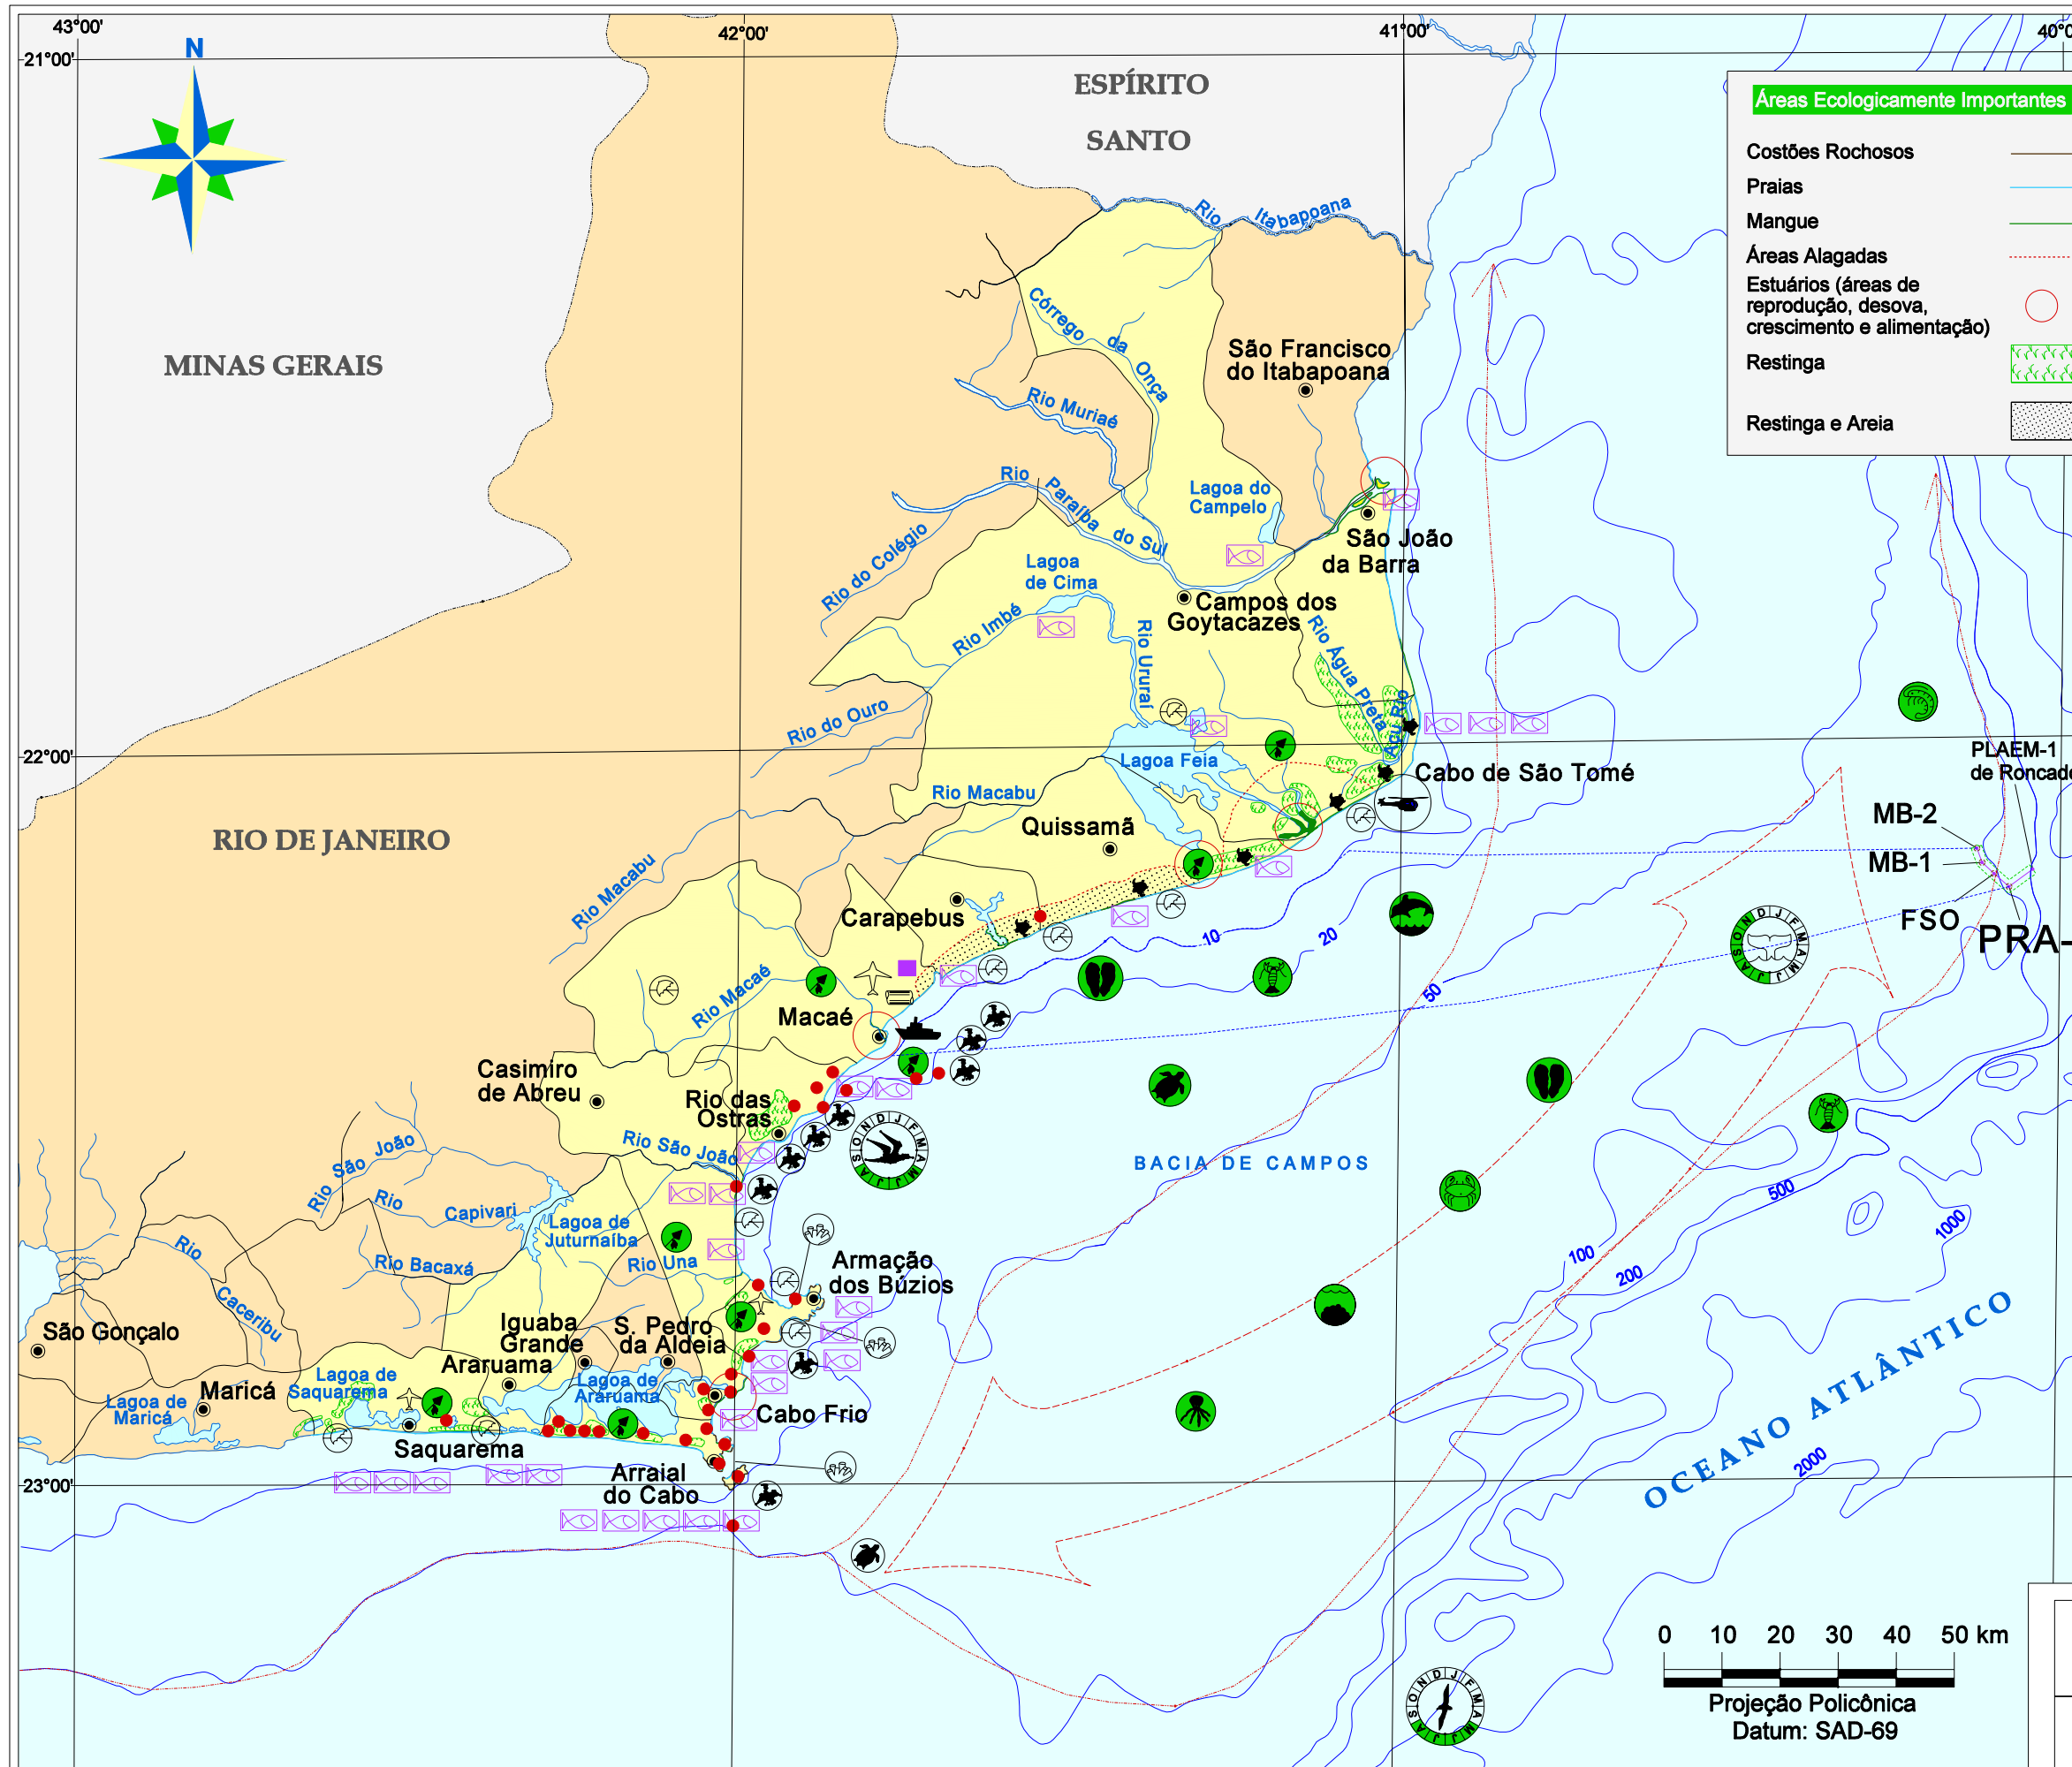 43°00'
42°00'
41°00'
21°00'
N
ESPÍRITO
SANTO
Áreas Ecologicamente Importantes
Costões Rochosos
Praias
Mangue
Áreas Alagadas
Estuários (áreas de
reprodução, desova,
crescimento e alimentação)
Restinga
Restinga e Areia
Rio Itabapoana
MINAS GERAIS
Córrego da Onça
São Francisco
do Itabapoana
Rio Muriaé
Rio Paraíba do Sul
Lagoa do
Campelo
São João
da Barra
Rio do Colégio
Lagoa
de Cima
Campos dos
Goytacazes
Rio Imbé
Rio Ururaí
Rio Água Preta
Rio Açu
Rio do Ouro
22°00'
Lagoa Feia
Cabo de São Tomé
PLAEM-1
Rio Macabu
MB-2
RIO DE JANEIRO
Quissamã
MB-1
Rio Macabu
Carapebus
FSO
10
20
50
S O N D J F M A M J J A
Rio Macaé
Macaé
Casimiro
de Abreu
Rio das
Ostras
Rio São João
S O N D J F M A M J J A
BACIA DE CAMPOS
Rio São João
Rio Capivari
Lagoa de
Juturnaíba
500
1000
100
200
Rio
Caceribu
Rio Bacaxá
Rio Una
Armação
dos Búzios
São Gonçalo
Iguaba
Grande
S. Pedro
da Aldeia
Araruama
Lagoa de
Saquarema
Lagoa de
Araruama
Maricá
Lagoa de
Maricá
Cabo Frio
Saquarema
OCEANO ATLÂNTICO
2000
23°00'
Arraial
do Cabo
0 10 20 30 40 50 km
S O N D J F M A M J J A
Projeção Policônica
Datum: SAD-69